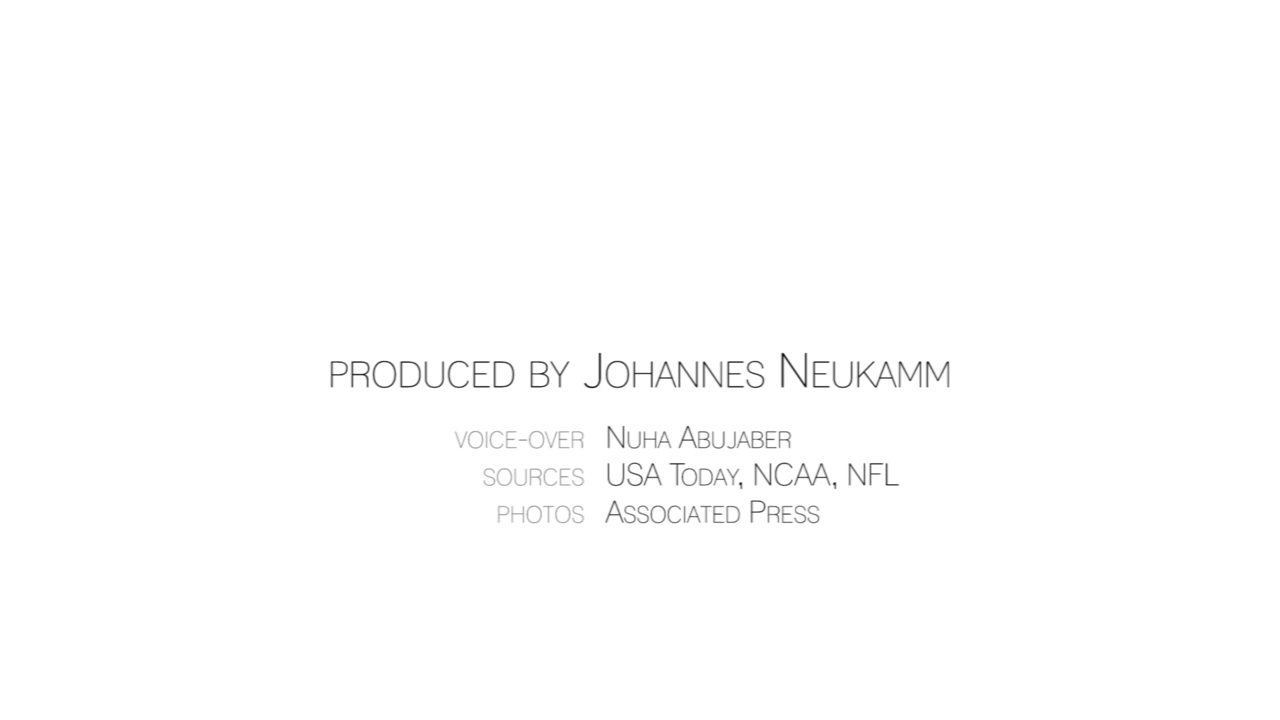 PRODUCED BY JOHANNES NEUKAMM
VOICE-OVER NUHA ABUJABER
SOURCES USA TODAY, NCAA, NFL
PHOTOS ASSOCIATED PRESS